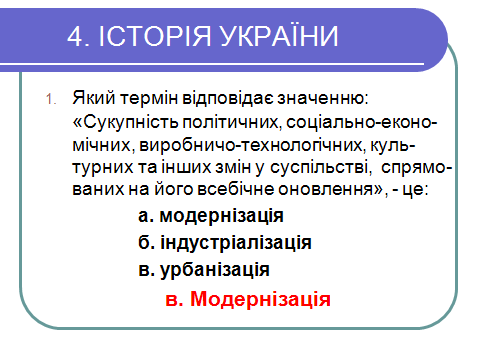 4. ІСТОРІЯ УКРАЇНИ
1. Який термін відповідає значенню:
«Сукупність політичних, соціально-еконо-
мічних, виробничо-технологічних, куль-
турних та інших змін у суспільстві, спрямо-
ваних на його всебічне оновлення», - це:
а. модернізація
б. індустріалізація
в. урбанізація
в. Модернізація